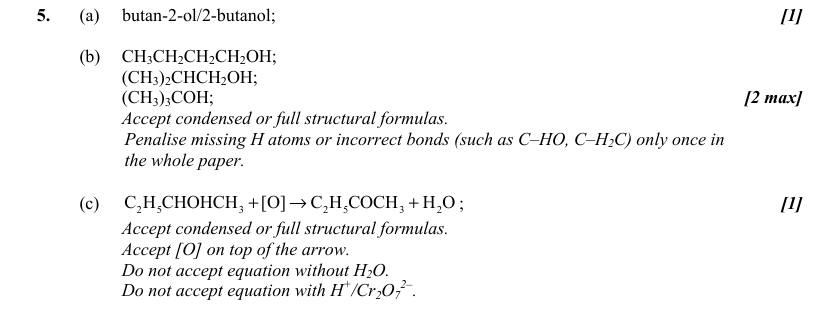 5. (a) butan-2-ol/2-butanol; [1]
(b) CH₃CH₂CH₂CH₂OH;
(CH₃)₂CHCH₂OH;
(CH₃)₃COH; [2 max]
Accept condensed or full structural formulas.
Penalise missing H atoms or incorrect bonds (such as C–HO, C–H₂C) only once in
the whole paper.
(c) C₂H₅CHOHCH₃ + [O] → C₂H₅COCH₃ + H₂O ; [1]
Accept condensed or full structural formulas.
Accept [O] on top of the arrow.
Do not accept equation without H₂O.
Do not accept equation with H⁺/Cr₂O₇²⁻.